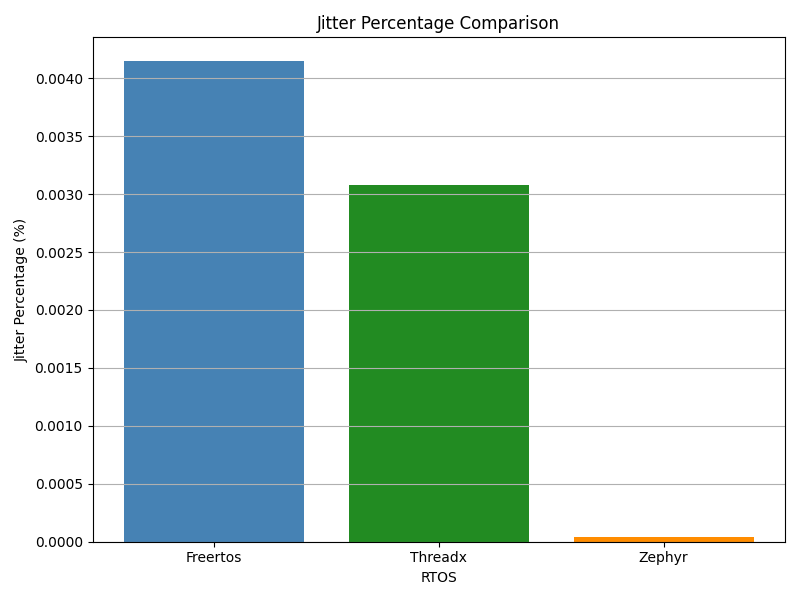 Jitter Percentage Comparison
Jitter Percentage (%)
0.0040
0.0035
0.0030
0.0025
0.0020
0.0015
0.0010
0.0005
0.0000
Freertos Threadx Zephyr
RTOS